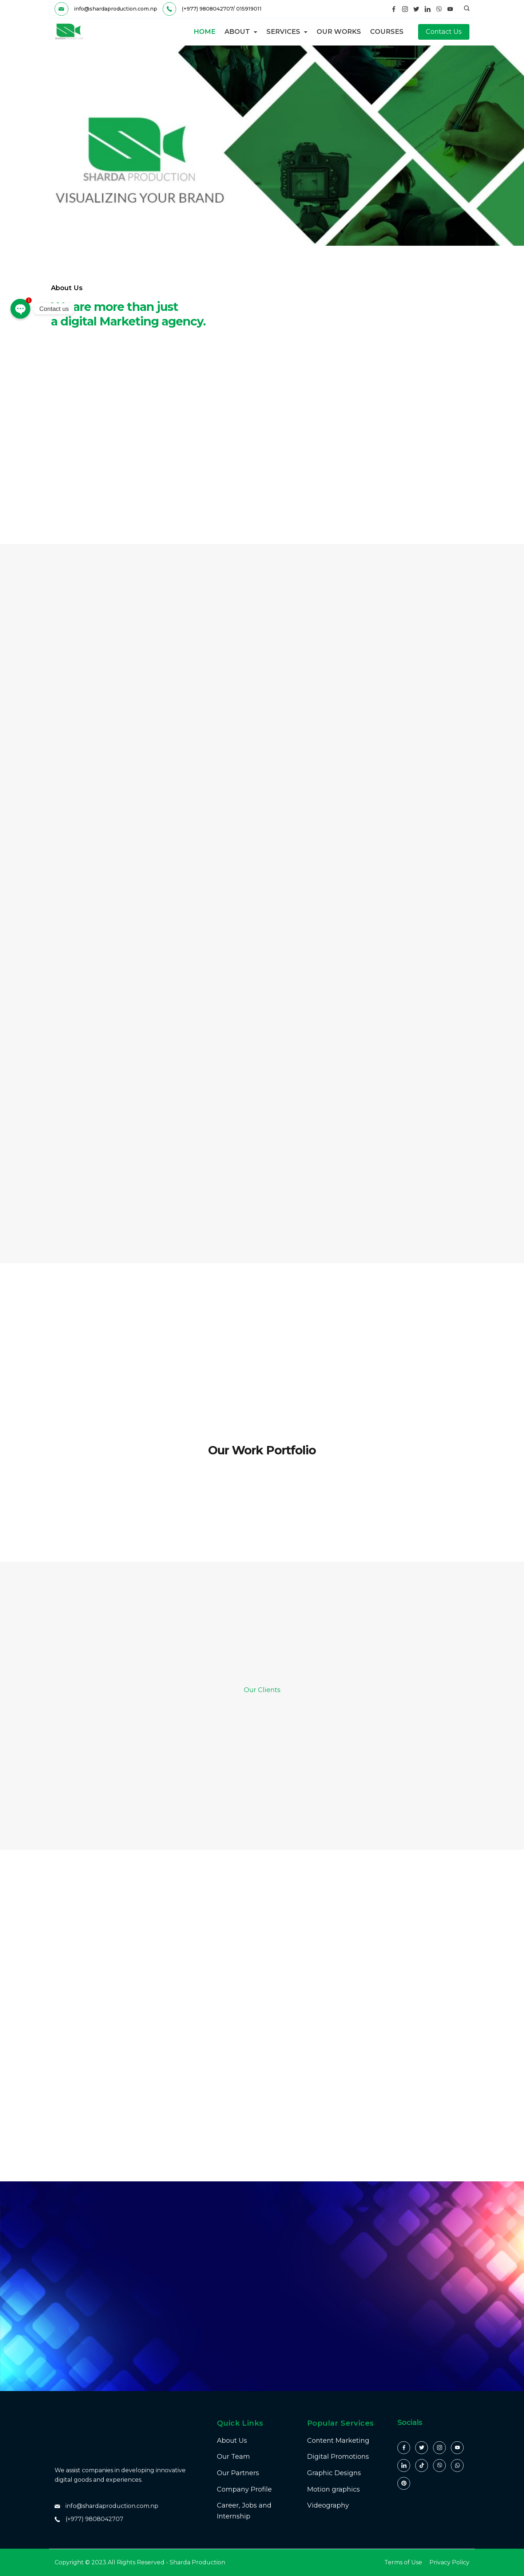 info@shardaproduction.com.np
(+977) 9808042707/ 015919011
HOME
ABOUT
SERVICES
OUR WORKS
COURSES
Contact Us
SHARDA PRODUCTION
VISUALIZING YOUR BRAND
About Us
are more than just
a digital Marketing agency.
1
Contact us
Our Work Portfolio
Our Clients
We assist companies in developing innovative
digital goods and experiences.
info@shardaproduction.com.np
(+977) 9808042707
Quick Links
About Us
Our Team
Our Partners
Company Profile
Career, Jobs and
Internship
Popular Services
Content Marketing
Digital Promotions
Graphic Designs
Motion graphics
Videography
Socials
Copyright © 2023 All Rights Reserved - Sharda Production
Terms of Use
Privacy Policy